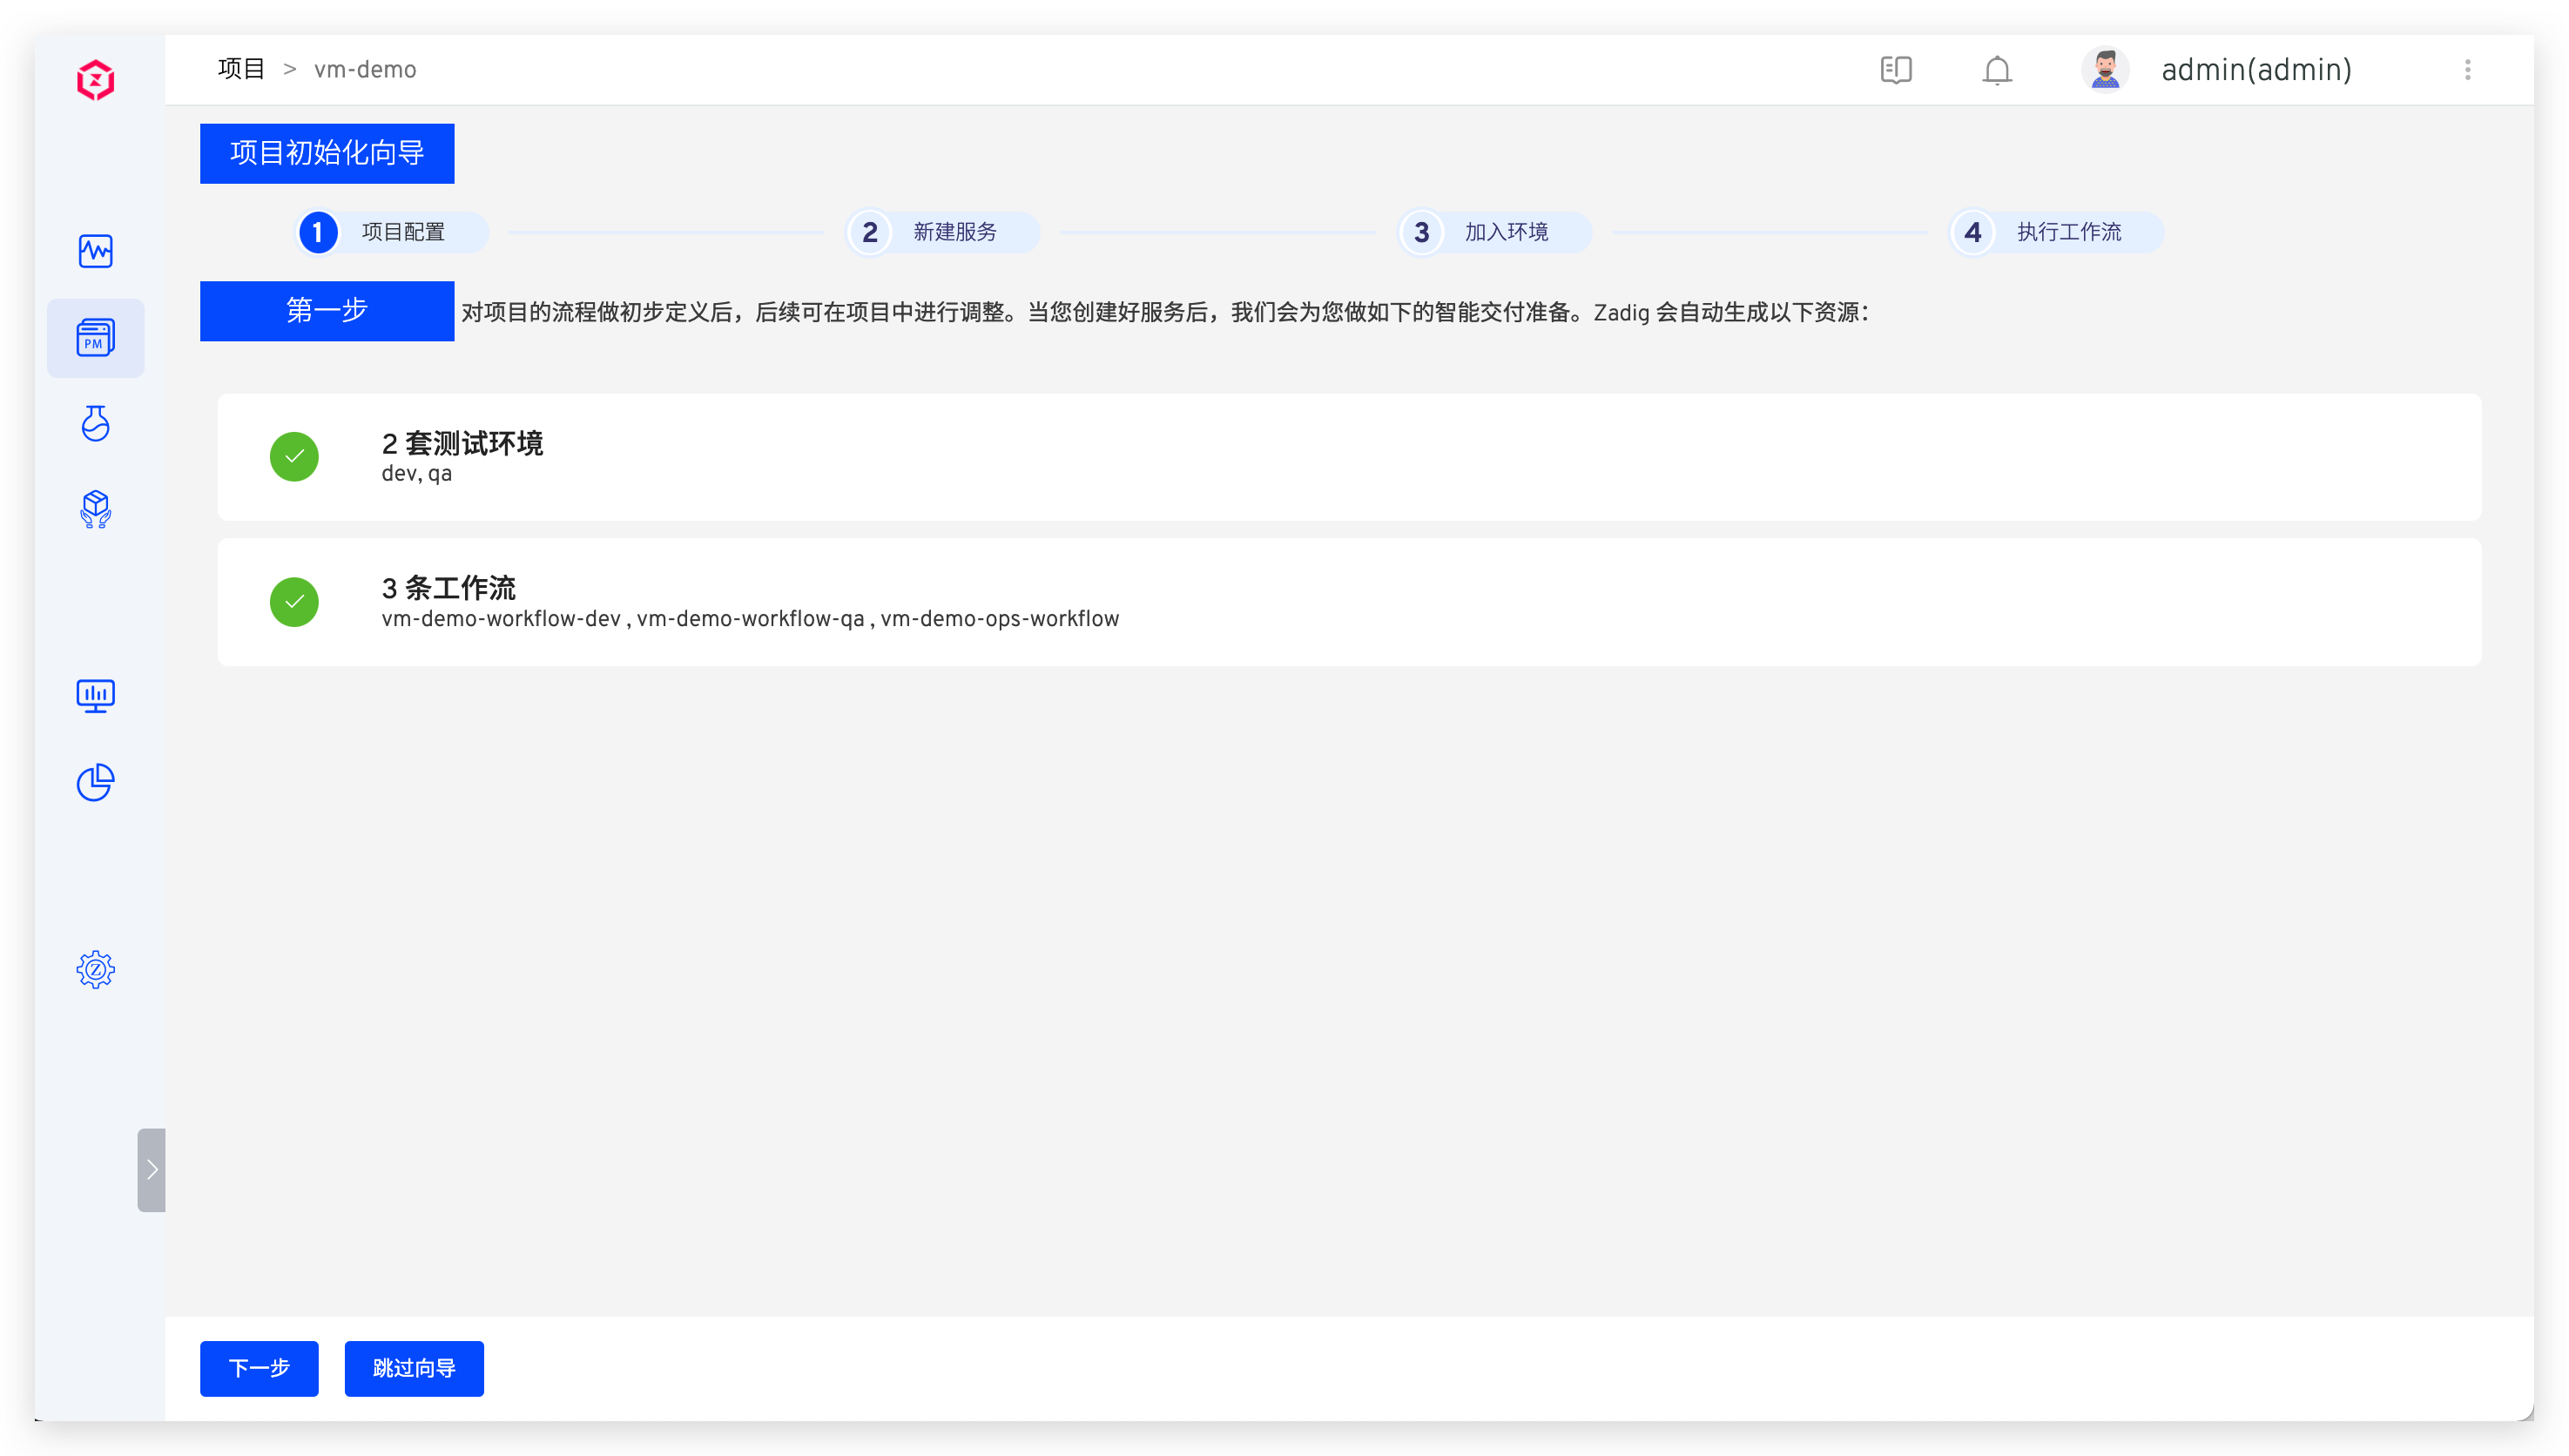 项目 > vm-demo
admin(admin)
项目初始化向导
1 项目配置
2 新建服务
3 加入环境
4 执行工作流
第一步
对项目的流程做初步定义后，后续可在项目中进行调整。当您创建好服务后，我们会为您做如下的智能交付准备。Zadig 会自动生成以下资源：
PM
2 套测试环境
dev, qa
3 条工作流
vm-demo-workflow-dev , vm-demo-workflow-qa , vm-demo-ops-workflow
Z
下一步
跳过向导